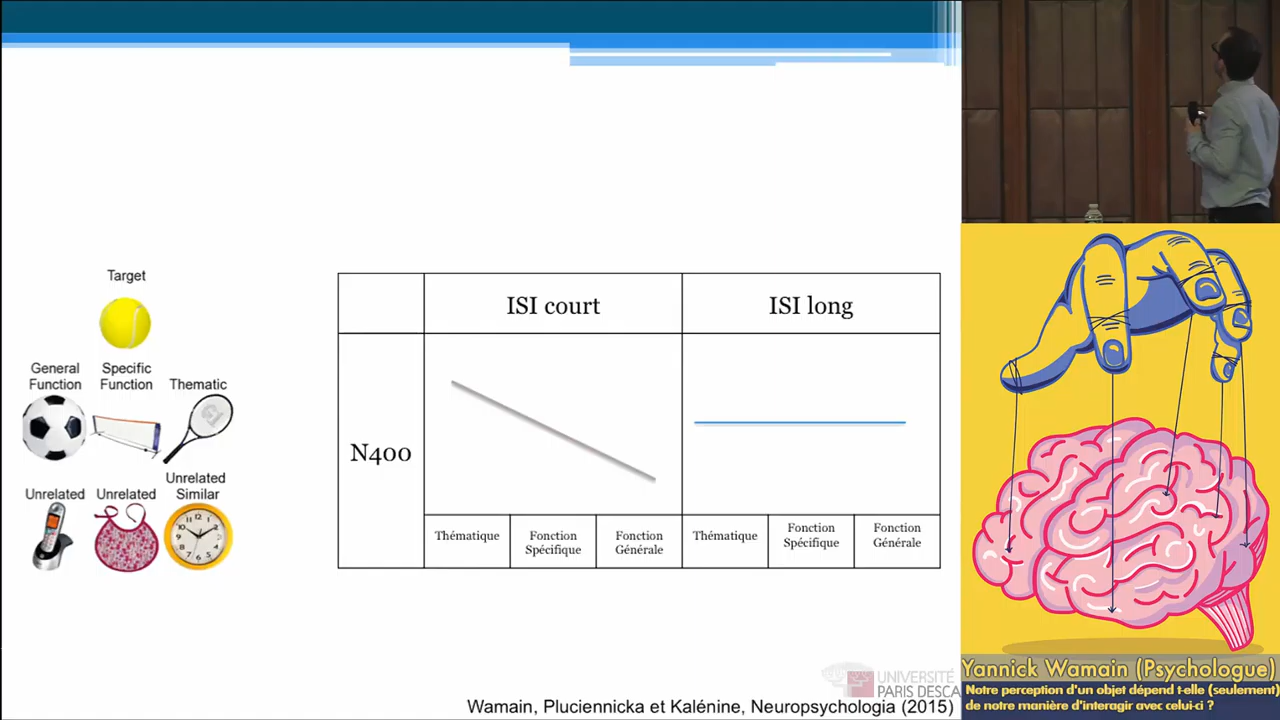 Target
General
Function
Specific
Function
Thematic
Unrelated
Unrelated
Unrelated
Similar
ISI court
ISI long
N400
Thématique
Fonction
Spécifique
Fonction
Générale
Thématique
Fonction
Spécifique
Fonction
Générale
UNIVERSITÉ
PARIS DESCA
Wamain, Pluciennicka et Kalénine, Neuropsychologia (2015)
Yannick Wamain (Psychologue)
Notre perception d'un objet dépend t-elle (seulement)
de notre manière d'interagir avec celui-ci ?